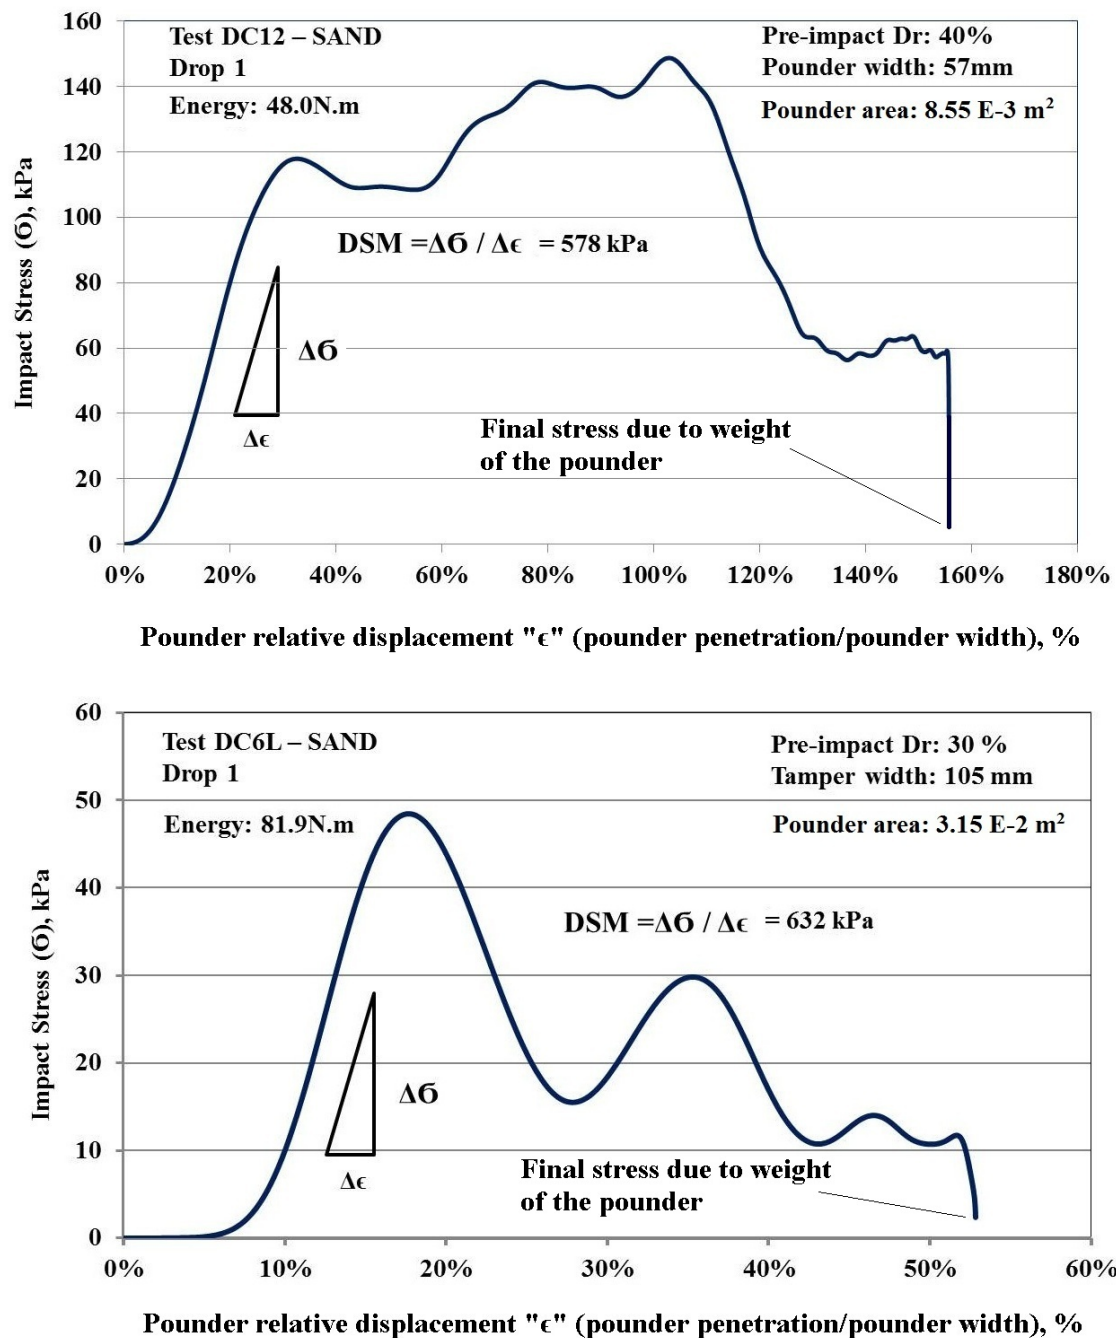 160
140
120
100
80
60
40
20
0
Impact Stress (Ϭ), kPa
Test DC12 – SAND
Drop 1
Energy: 48.0N.m
Pre-impact Dr: 40%
Pounder width: 57mm
Pounder area: 8.55 E-3 m²
DSM =ΔϬ / Δϵ = 578 kPa
ΔϬ
Δϵ
Final stress due to weight
of the pounder
0% 20% 40% 60% 80% 100% 120% 140% 160% 180%
Pounder relative displacement "ϵ" (pounder penetration/pounder width), %
60
50
40
30
20
10
0
Impact Stress (Ϭ), kPa
Test DC6L – SAND
Drop 1
Energy: 81.9N.m
Pre-impact Dr: 30 %
Tamper width: 105 mm
Pounder area: 3.15 E-2 m²
DSM =ΔϬ / Δϵ = 632 kPa
ΔϬ
Δϵ
Final stress due to weight
of the pounder
0% 10% 20% 30% 40% 50% 60%
Pounder relative displacement "ϵ" (pounder penetration/pounder width), %